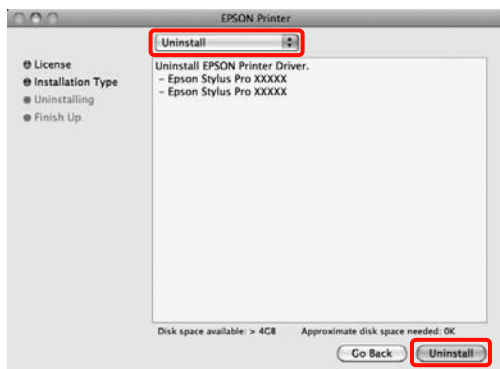 EPSON Printer
Uninstall
License
Installation Type
Uninstalling
Finish Up
Uninstall EPSON Printer Driver.
- Epson Stylus Pro XXXXX
- Epson Stylus Pro XXXXX
Disk space available: > 4GB Approximate disk space needed: 0K
Go Back Uninstall